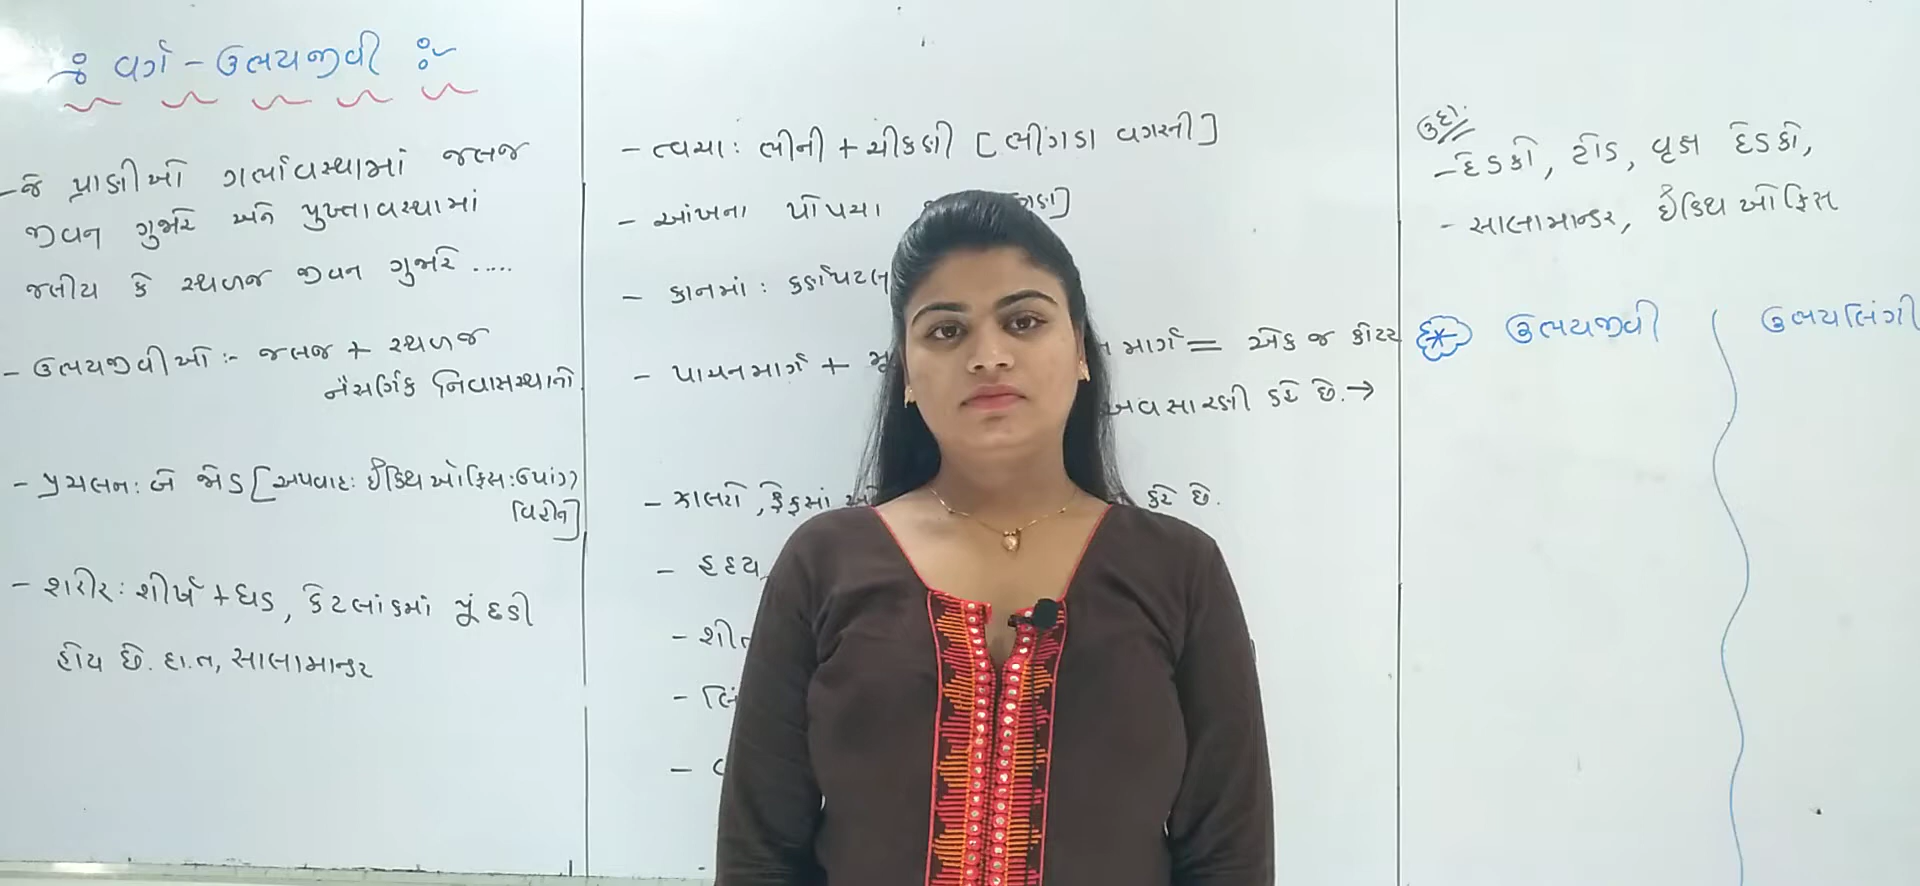 વર્ગ - ઉભયજીવી
- જે પ્રાણીઓ ગર્ભાવસ્થામાં જલજ
જીવન ગુજારે અને પુખ્તાવસ્થામાં
જલીય કે સ્થળજ જીવન ગુજારે .....
- ઉભયજીવીઓ :- જલજ + સ્થળજ
નૈસર્ગિક નિવાસસ્થાનો
- પ્રચલન : બે જોડ [અપવાદ : ઈક્થિઓફિસ : ઉપાંગ
વિહીન]
- શરીર : શીર્ષ + ધડ, કેટલાંકમાં પૂંછડી
હોય છે. દા.ત, સાલામાન્ડર
- ત્વચા : ભીની + ચીકણી [ભીંગડા વગરની]
- આંખના પોપચા
- કાનમાં : કર્ણપટલ
- પાચનમાર્ગ + માર્ગ = એક જ કોટર
અવસારણી કરે છે. →
- ઝાલરો, ફેફસાં કરે છે.
- હૃદય
ઉદા.
- દેડકો, ટોડ, વૃક્ષ દેડકો,
- સાલામાન્ડર, ઈક્થિઓફિસ
* ઉભયજીવી ઉભયલિંગી